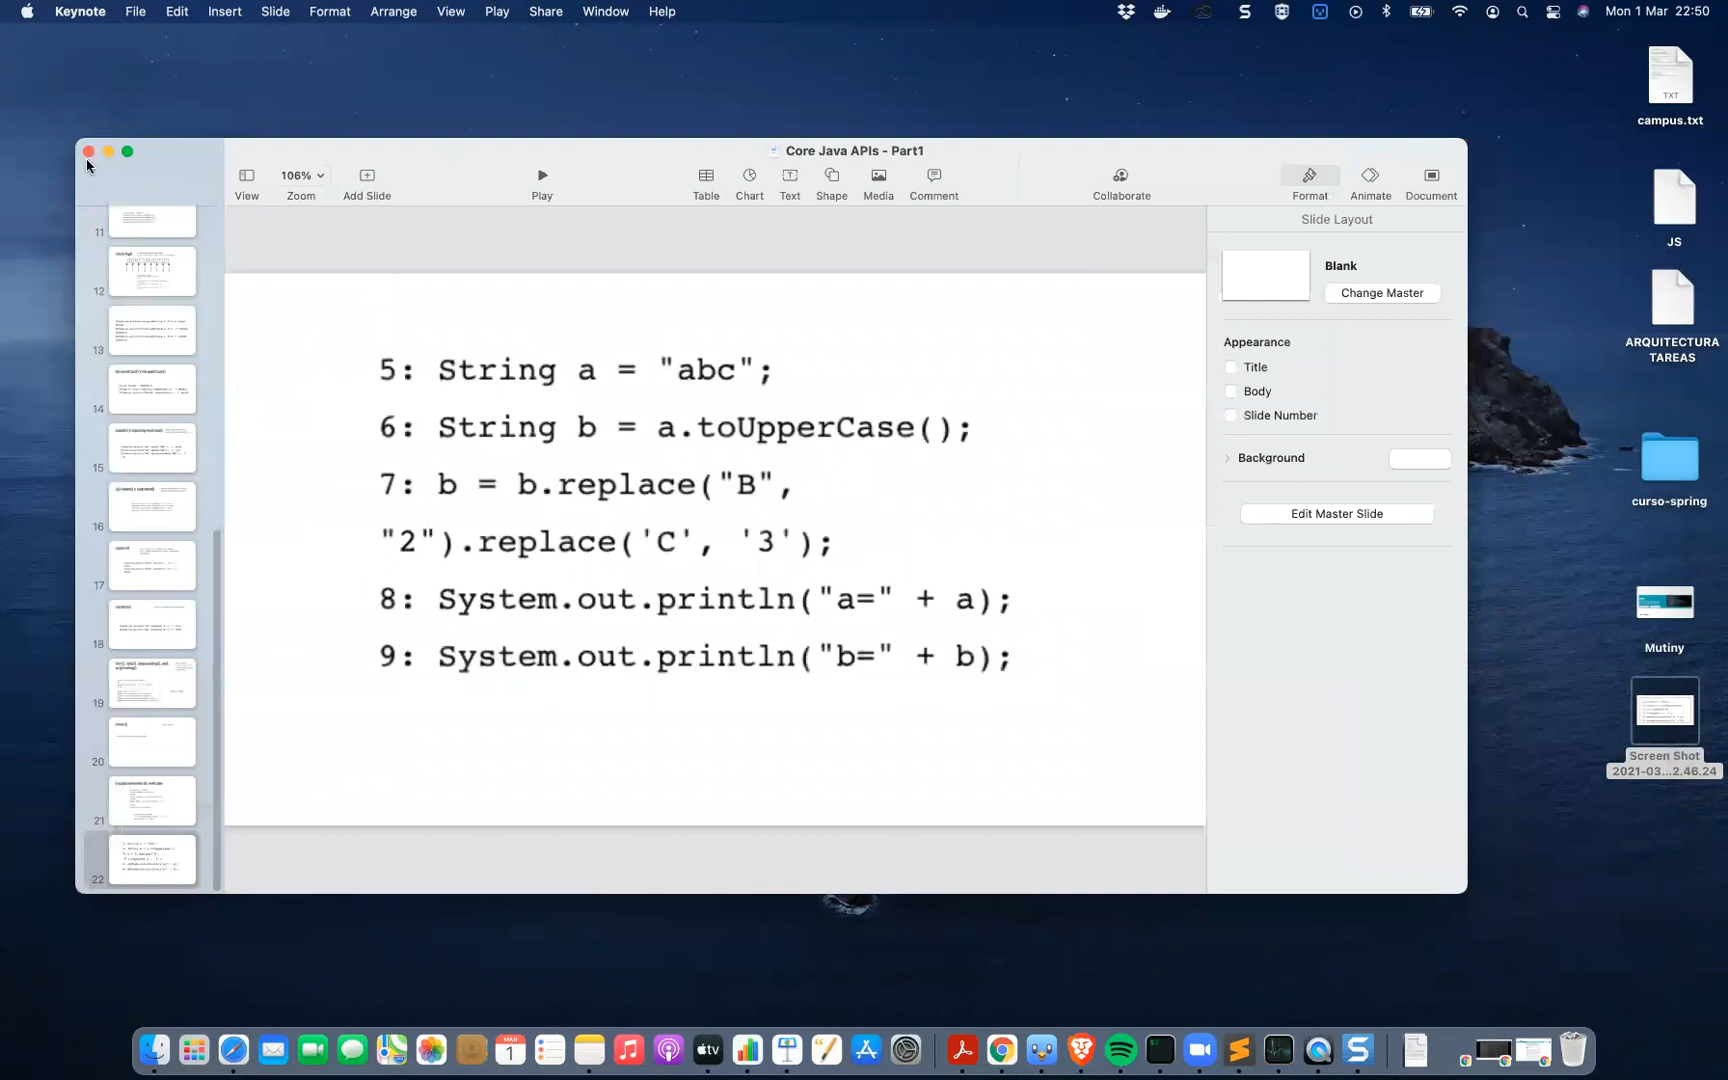 Keynote File Edit Insert Slide Format Arrange View Play Share Window Help Mon 1 Mar 22:50
TXT
campus.txt
JS
ARQUITECTURA
TAREAS
curso-spring
Mutiny
Screen Shot
2021-03...2.46.24
Core Java APIs - Part1
106%
View Zoom Add Slide Play Table Chart Text Shape Media Comment Collaborate Format Animate Document
11
12
13
14
15
16
17
18
19
20
21
22
5: String a = "abc";
6: String b = a.toUpperCase();
7: b = b.replace("B",
"2").replace('C', '3');
8: System.out.println("a=" + a);
9: System.out.println("b=" + b);
Slide Layout
Blank
Change Master
Appearance
Title
Body
Slide Number
Background
Edit Master Slide
MAR
1
tv